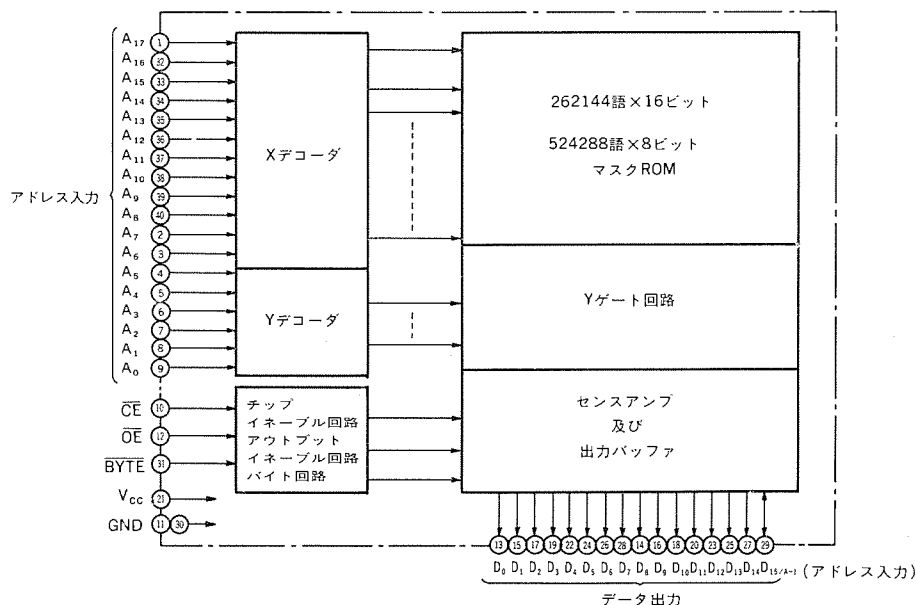 アドレス入力
A17 1
A16 32
A15 33
A14 34
A13 35
A12 36
A11 37
A10 38
A9 39
A8 40
A7 2
A6 3
A5 4
A4 5
A3 6
A2 7
A1 8
A0 9
CE 10
OE 12
BYTE 31
VCC 21
GND 11 30
Xデコーダ
Yデコーダ
チップ
イネーブル回路
アウトプット
イネーブル回路
バイト回路
262144語×16ビット
524288語×8ビット
マスクROM
Yゲート回路
センスアンプ
及び
出力バッファ
13 15 17 19 22 24 26 28 14 16 18 20 23 25 27 29
D0 D1 D2 D3 D4 D5 D6 D7 D8 D9 D10 D11 D12 D13 D14 D15/A-1 (アドレス入力)
データ出力